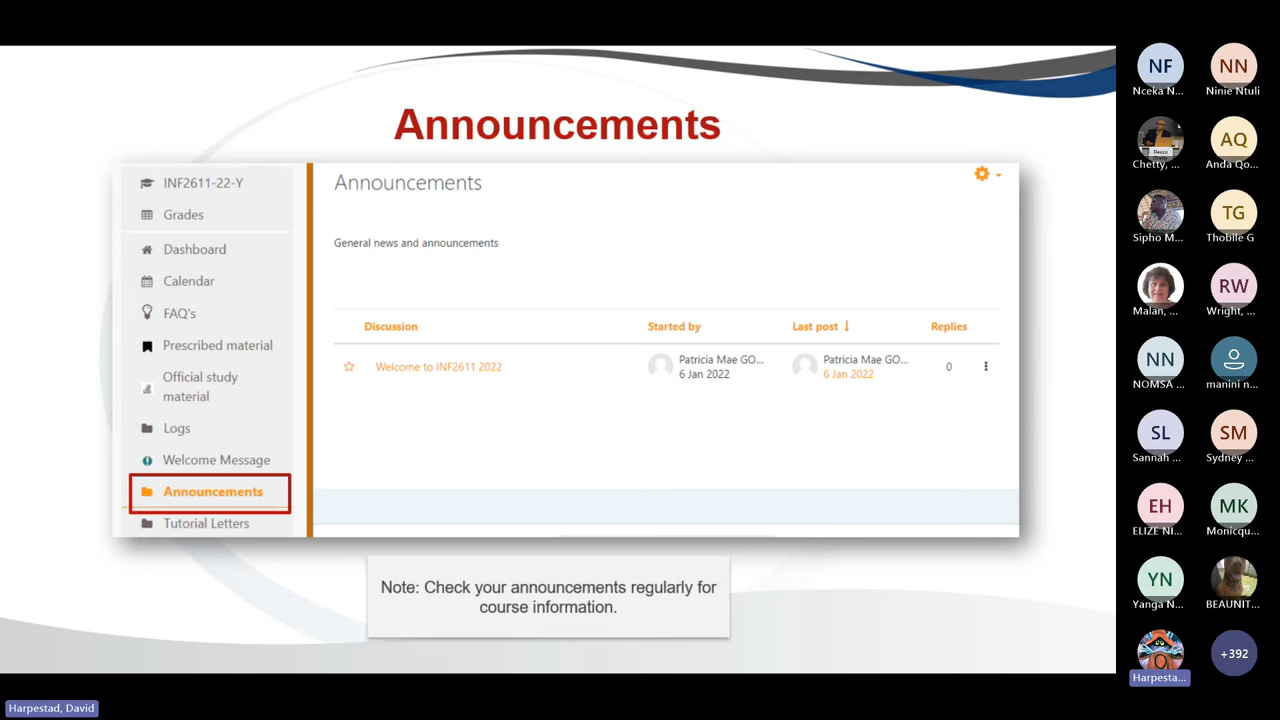 Announcements
INF2611-22-Y
Grades
Dashboard
Calendar
FAQ's
Prescribed material
Official study
material
Logs
Welcome Message
Announcements
Tutorial Letters
Announcements
General news and announcements
Discussion Started by Last post ↓ Replies
Welcome to INF2611 2022 Patricia Mae GO... Patricia Mae GO... 0
6 Jan 2022 6 Jan 2022
Note: Check your announcements regularly for
course information.
NF NN
Nceka N... Ninie Ntuli
AQ
Chetty, ... Anda Qo...
TG
Sipho M... Thobile G
RW
Malan, ... Wright, ...
NN
NOMSA ... manini n...
SL SM
Sannah ... Sydney ...
EH MK
ELIZE NI... Monicqu...
YN
Yanga N... BEAUNIT...
+392
Harpesta...
Harpestad, David